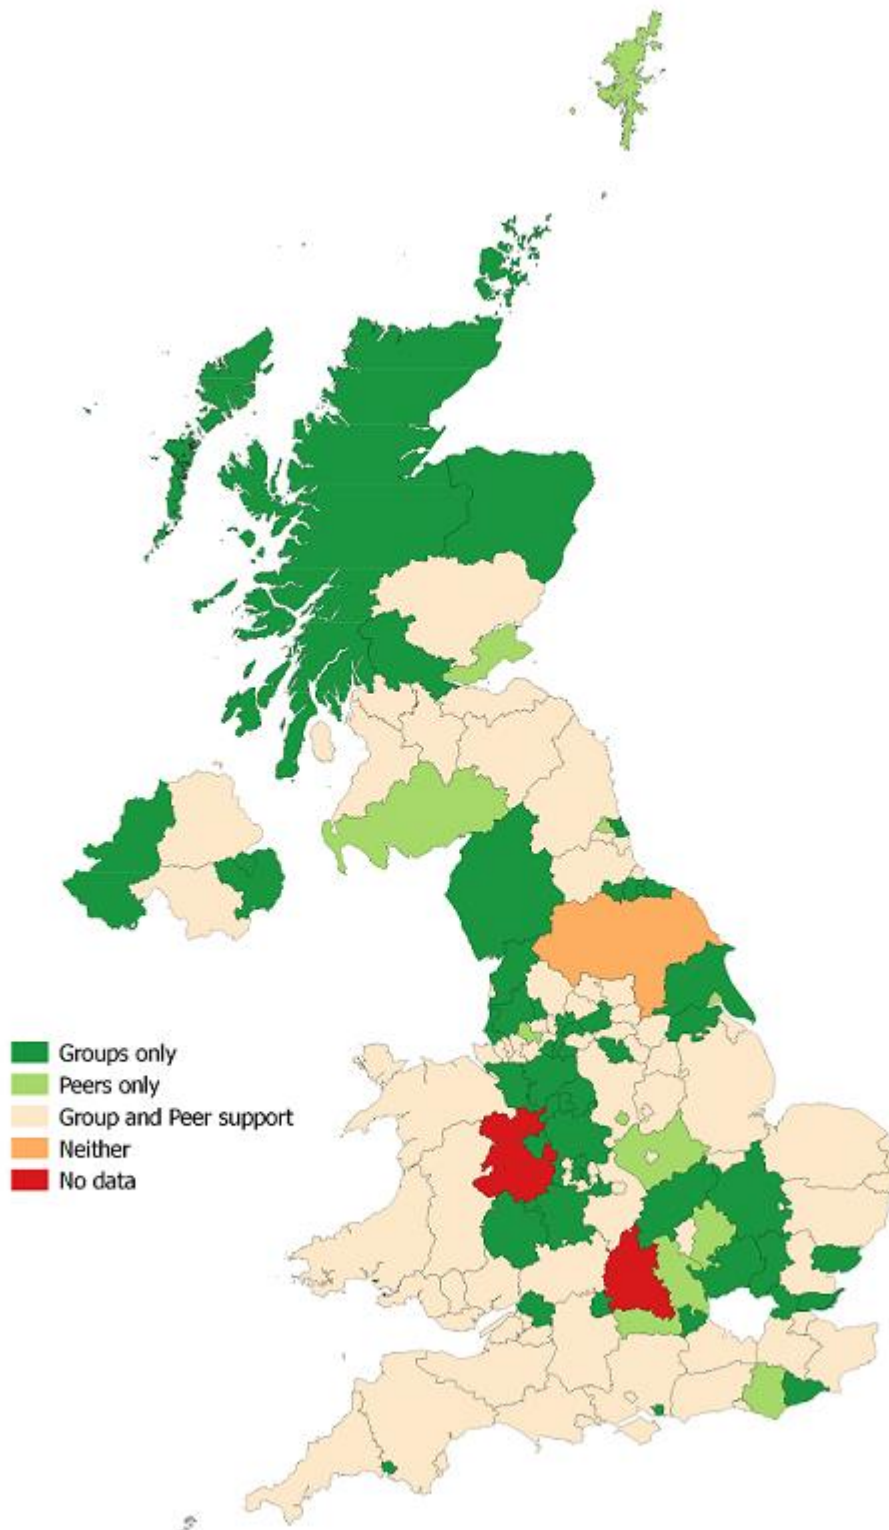 Groups only
Peers only
Group and Peer support
Neither
No data